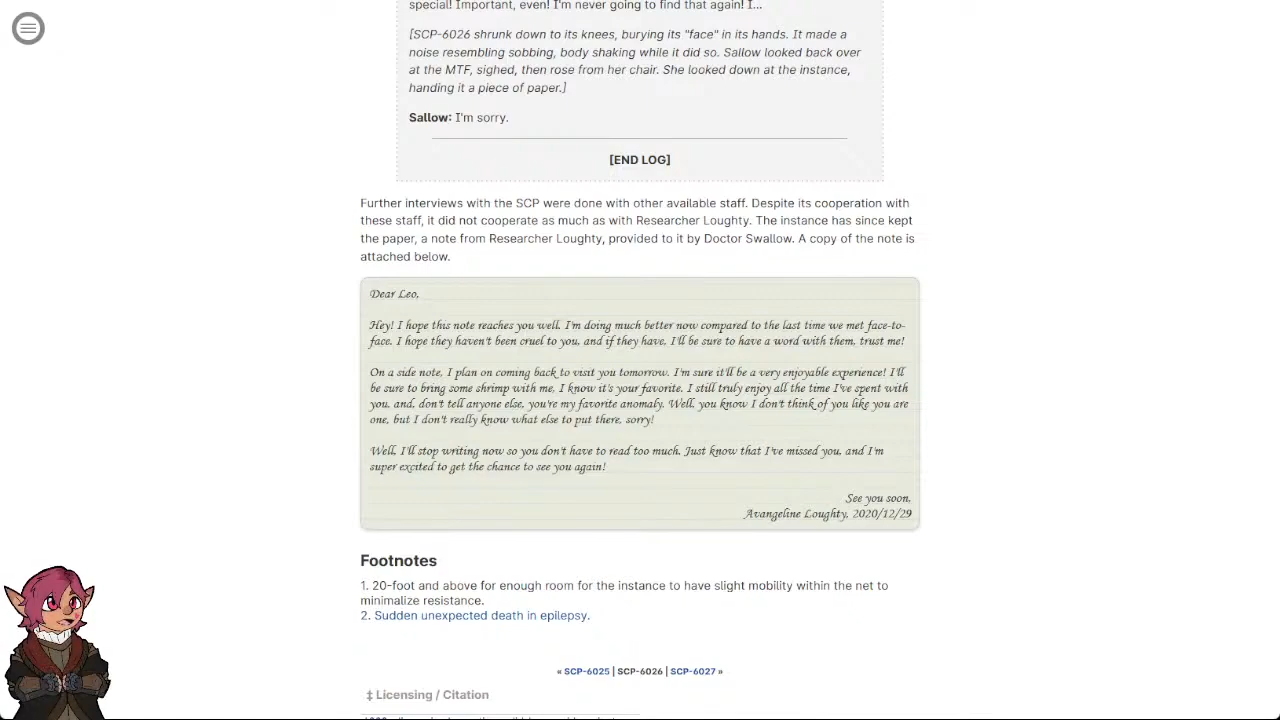 special! Important, even! I'm never going to find that again! I...
[SCP-6026 shrunk down to its knees, burying its "face" in its hands. It made a
noise resembling sobbing, body shaking while it did so. Sallow looked back over
at the MTF, sighed, then rose from her chair. She looked down at the instance,
handing it a piece of paper.]
Sallow: I'm sorry.
[END LOG]
Further interviews with the SCP were done with other available staff. Despite its cooperation with
these staff, it did not cooperate as much as with Researcher Loughty. The instance has since kept
the paper, a note from Researcher Loughty, provided to it by Doctor Swallow. A copy of the note is
attached below.
Dear Leo,
Hey! I hope this note reaches you well. I'm doing much better now compared to the last time we met face-to-
face. I hope they haven't been cruel to you, and if they have, I'll be sure to have a word with them, trust me!
On a side note, I plan on coming back to visit you tomorrow. I'm sure it'll be a very enjoyable experience! I'll
be sure to bring some shrimp with me, I know it's your favorite. I still truly enjoy all the time I've spent with
you, and, don't tell anyone else, you're my favorite anomaly. Well, you know I don't think of you like you are
one, but I don't really know what else to put there, sorry!
Well, I'll stop writing now so you don't have to read too much. Just know that I've missed you, and I'm
super excited to get the chance to see you again!
See you soon,
Avangeline Loughty, 2020/12/29
Footnotes
1. 20-foot and above for enough room for the instance to have slight mobility within the net to
minimalize resistance.
2. Sudden unexpected death in epilepsy.
« SCP-6025 | SCP-6026 | SCP-6027 »
‡ Licensing / Citation